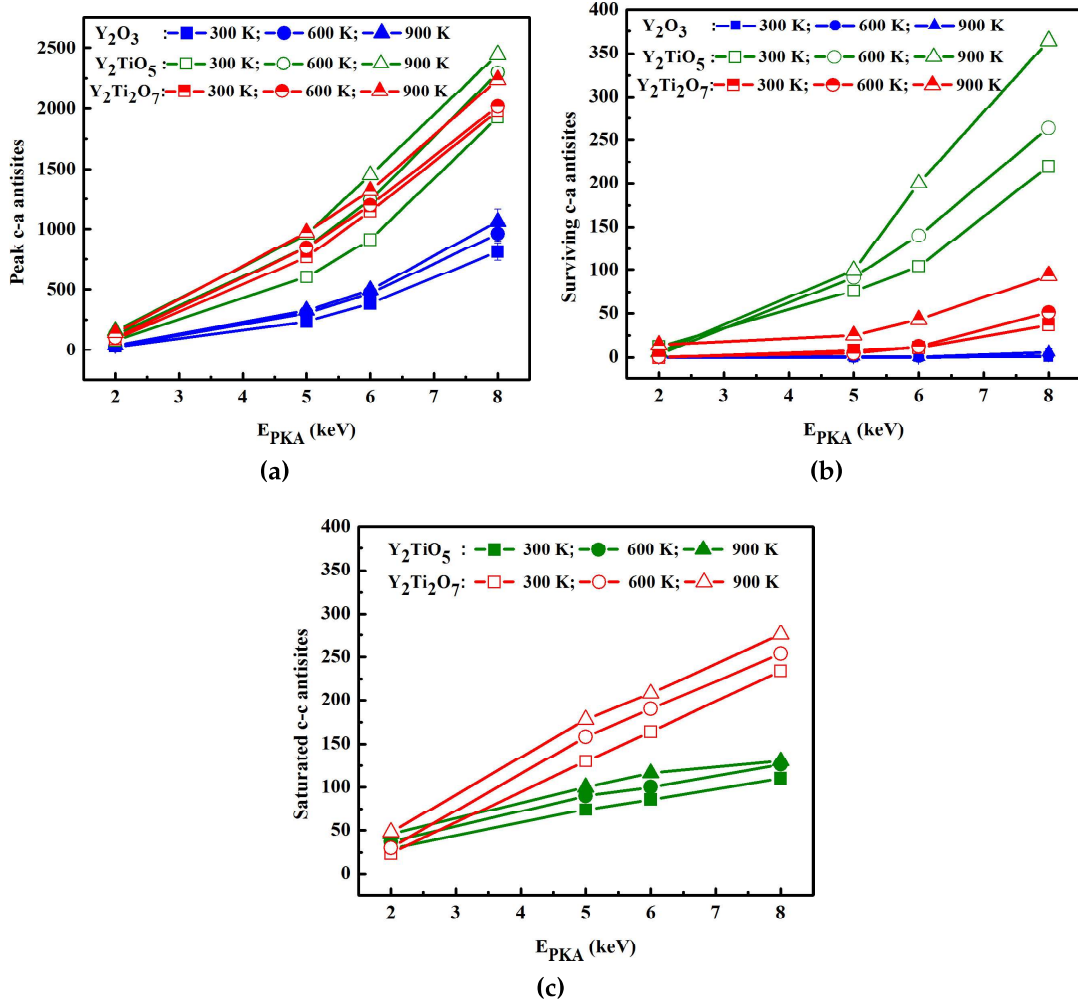 Y2O3 : 300 K; 600 K; 900 K
Y2TiO5 : 300 K; 600 K; 900 K
Y2Ti2O7: 300 K; 600 K; 900 K
Peak c-a antisites
2500
2000
1500
1000
500
0
2 3 4 5 6 7 8
EPKA (keV)
(a)
Y2O3 : 300 K; 600 K; 900 K
Y2TiO5 : 300 K; 600 K; 900 K
Y2Ti2O7: 300 K; 600 K; 900 K
Surviving c-a antisites
400
350
300
250
200
150
100
50
0
2 3 4 5 6 7 8
EPKA (keV)
(b)
Y2TiO5 : 300 K; 600 K; 900 K
Y2Ti2O7: 300 K; 600 K; 900 K
Saturated c-c antisites
400
350
300
250
200
150
100
50
0
2 3 4 5 6 7 8
EPKA (keV)
(c)